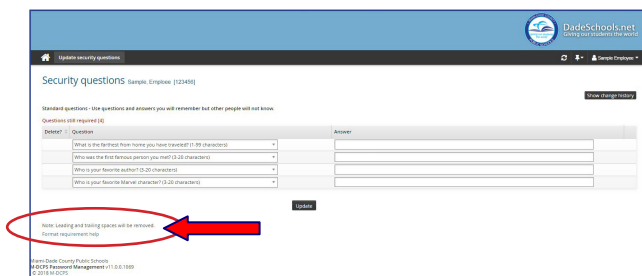 DadeSchools.net
Giving our students the world
Update security questions
Sample Employee
Security questions Sample. Emploee [123456]
Show change history
Standard questions - Use questions and answers you will remember but other people will not know.
Questions still required [4]
Delete? Question Answer
What is the farthest from home you have traveled? (1-99 characters)
Who was the first famous person you met? (3-20 characters)
Who is your favorite author? (3-20 characters)
Who is your favorite Marvel character? (3-20 characters)
Update
Note: Leading and trailing spaces will be removed.
Format requirement help
Miami-Dade County Public Schools
M-DCPS Password Management v11.0.0.1069
© 2018 M-DCPS